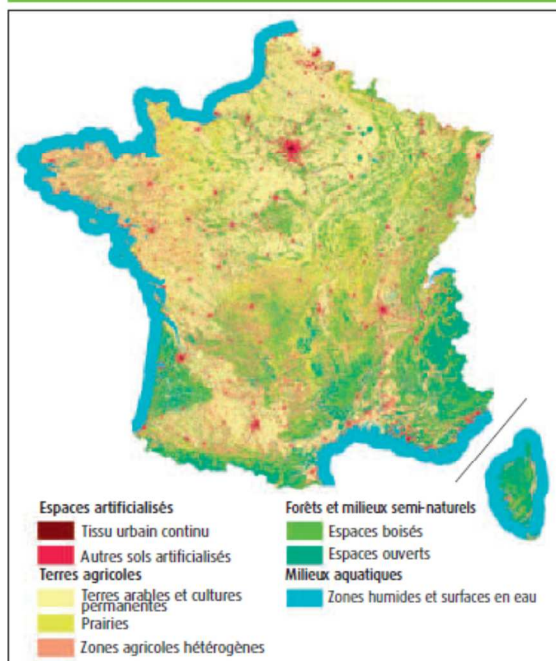 Espaces artificialisés
Tissu urbain continu
Autres sols artificialisés
Terres agricoles
Terres arables et cultures
permanentes
Prairies
Zones agricoles hétérogènes
Forêts et milieux semi-naturels
Espaces boisés
Espaces ouverts
Milieux aquatiques
Zones humides et surfaces en eau